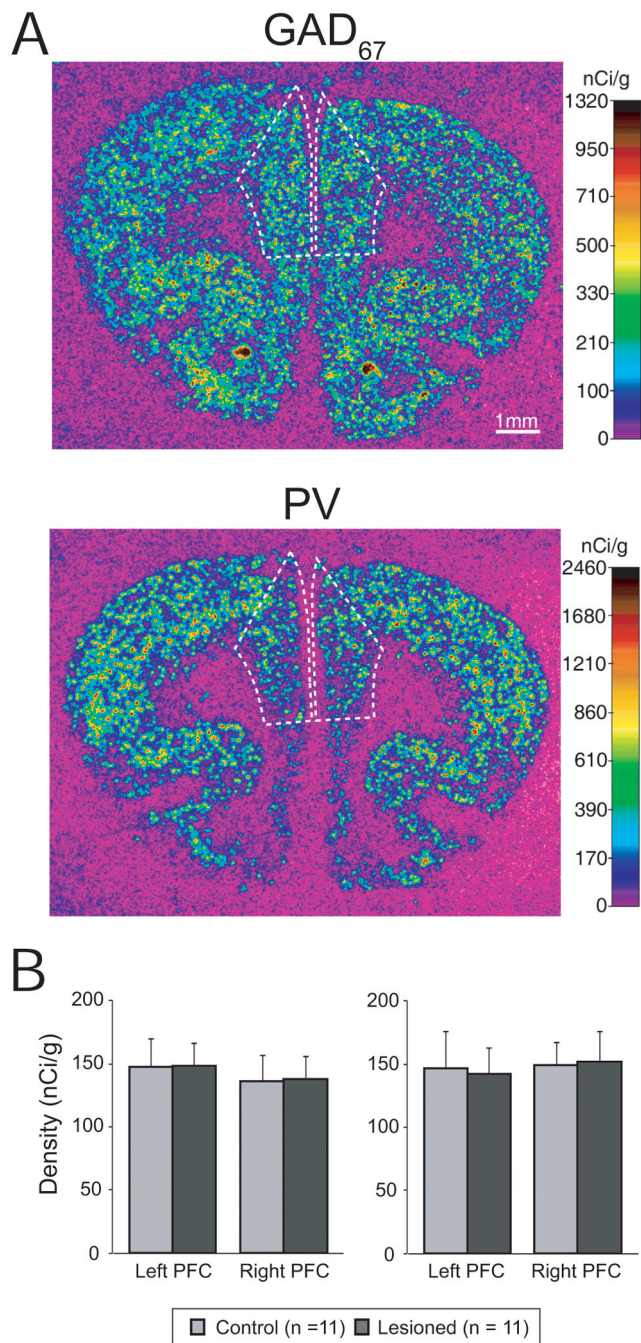 A
GAD67
nCi/g
1320
950
710
500
330
210
100
0
1mm
PV
nCi/g
2460
1680
1210
860
610
390
170
0
B
Density (nCi/g)
200
150
100
50
0
Left PFC Right PFC
200
150
100
50
0
Left PFC Right PFC
Control (n =11) Lesioned (n = 11)